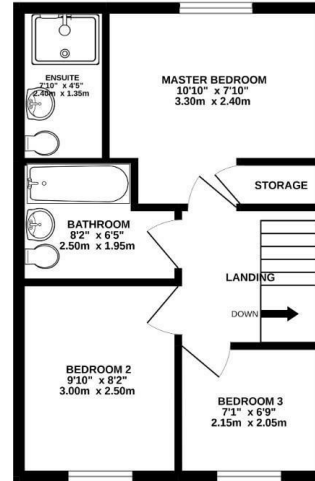 ENSUITE
7'10" x 4'5"
2.40m x 1.35m
MASTER BEDROOM
10'10" x 7'10"
3.30m x 2.40m
STORAGE
BATHROOM
8'2" x 6'5"
2.50m x 1.95m
LANDING
DOWN
BEDROOM 2
9'10" x 8'2"
3.00m x 2.50m
BEDROOM 3
7'1" x 6'9"
2.15m x 2.05m